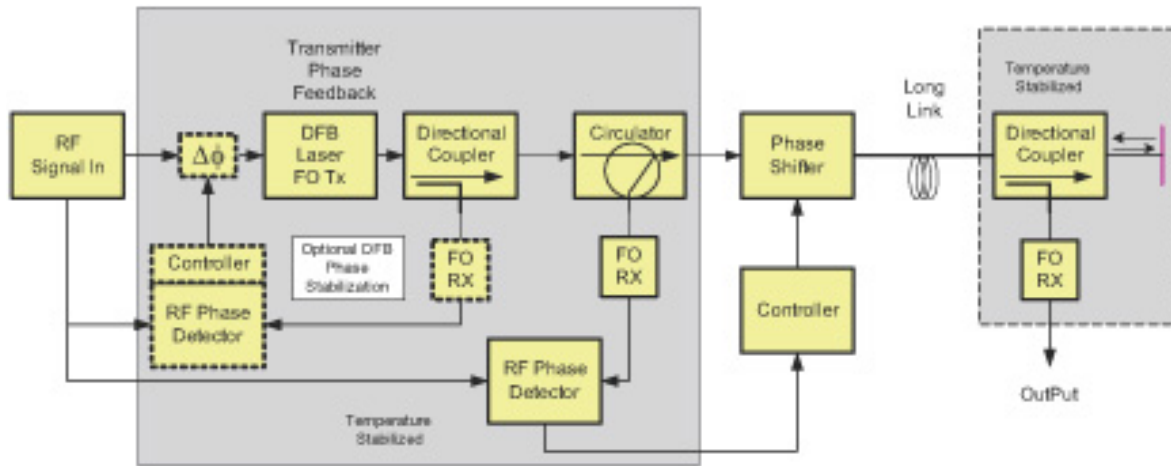 Transmitter
Phase
Feedback
Temperature
Stabilized
Long
Link
RF
Signal In
Δϕ
DFB
Laser
FO Tx
Directional
Coupler
Circulator
Phase
Shifter
Directional
Coupler
Controller
RF Phase
Detector
Optional DFB
Phase
Stabilization
FO
RX
FO
RX
Controller
FO
RX
RF Phase
Detector
OutPut
Temperature
Stabilized